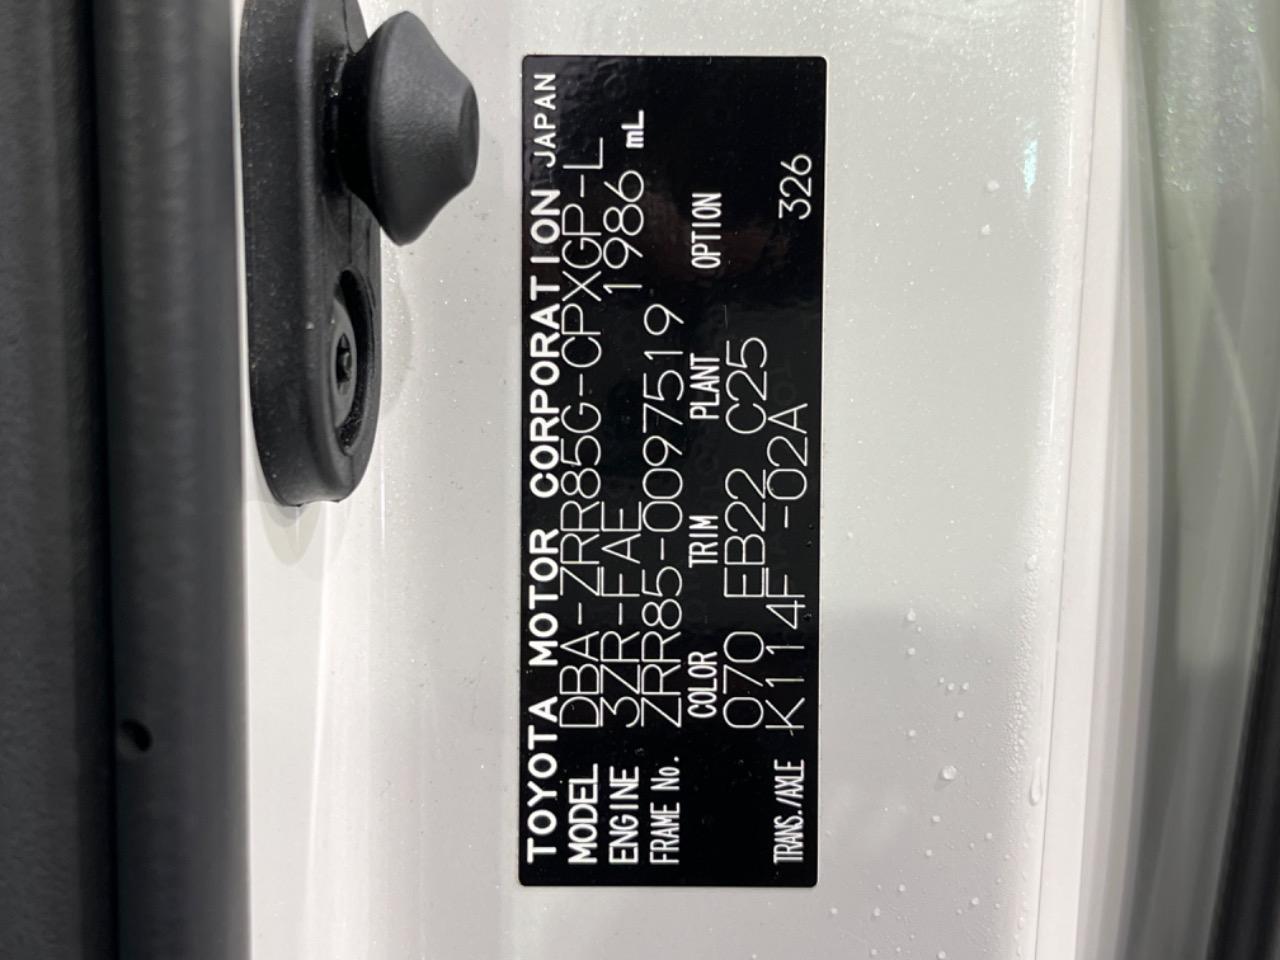 TOYOTA MOTOR CORPORATION JAPAN
MODEL DBA-ZRR85G-CPXGP-L
ENGINE 3ZR-FAE 1986 mL
FRAME No. ZRR85-0097519
COLOR TRIM PLANT OPTION
070 EB22 C25
TRANS./AXLE K114F -02A 326